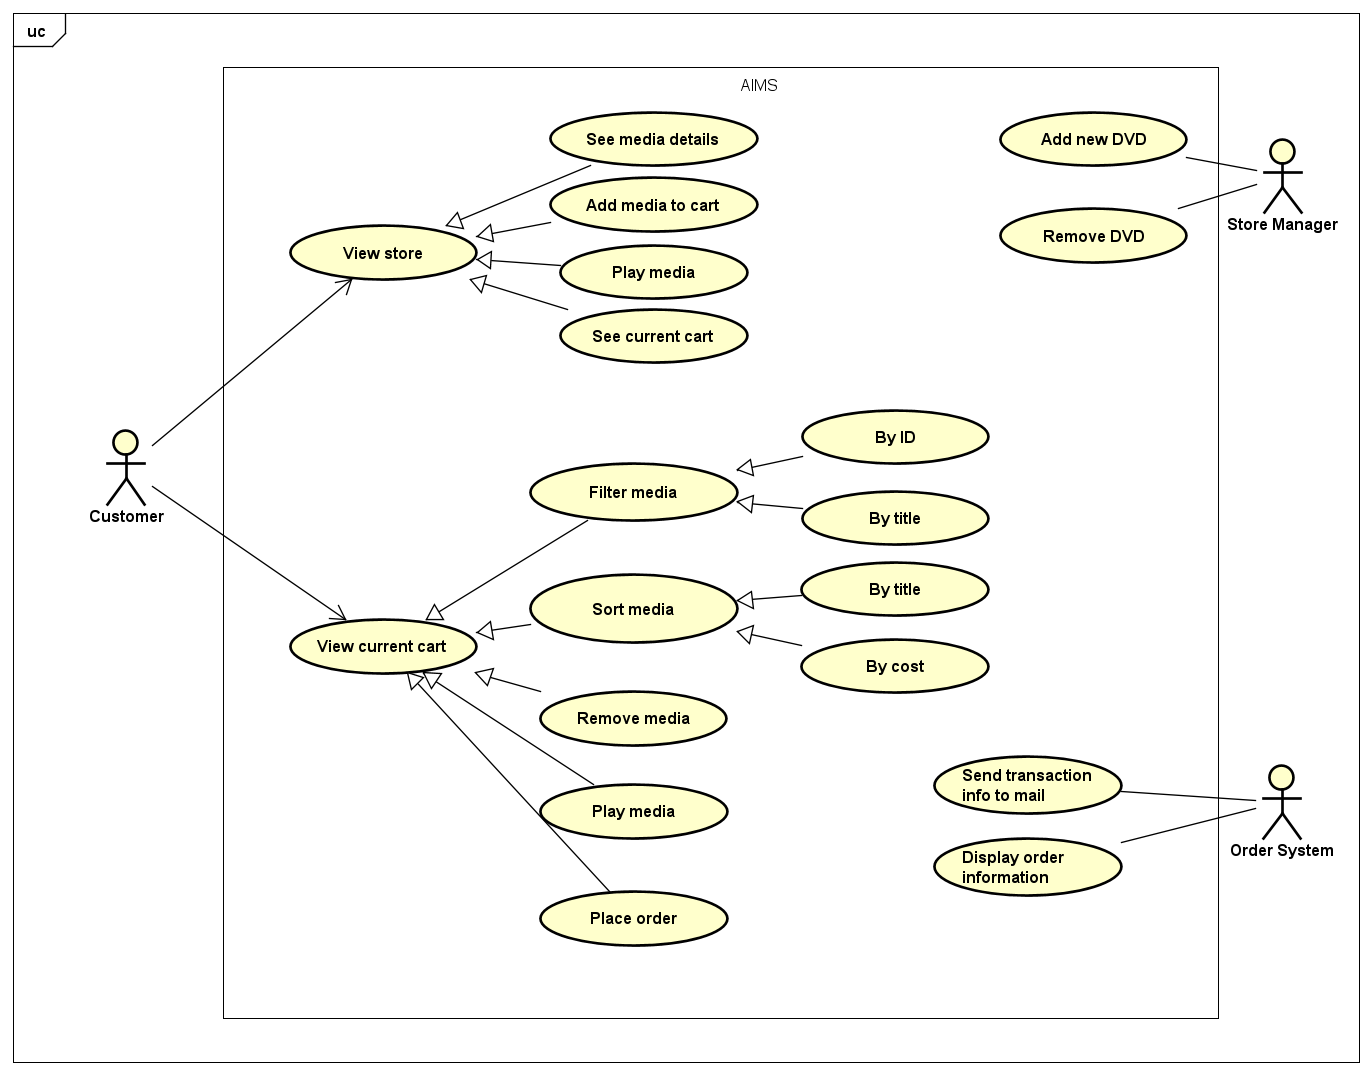 uc
AIMS
See media details
Add media to cart
View store
Play media
See current cart
Add new DVD
Remove DVD
Store Manager
Customer
By ID
Filter media
By title
By title
Sort media
View current cart
By cost
Remove media
Play media
Place order
Send transaction
info to mail
Display order
information
Order System